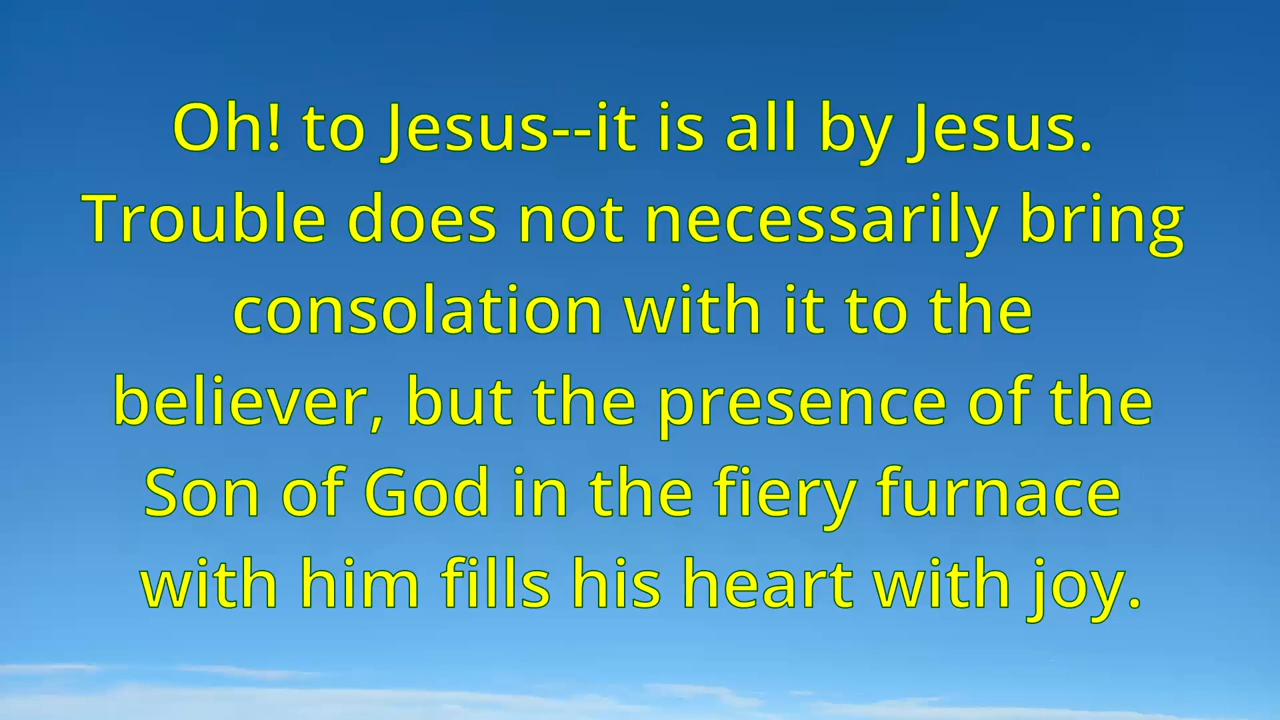 Oh! to Jesus--it is all by Jesus.
Trouble does not necessarily bring
consolation with it to the
believer, but the presence of the
Son of God in the fiery furnace
with him fills his heart with joy.